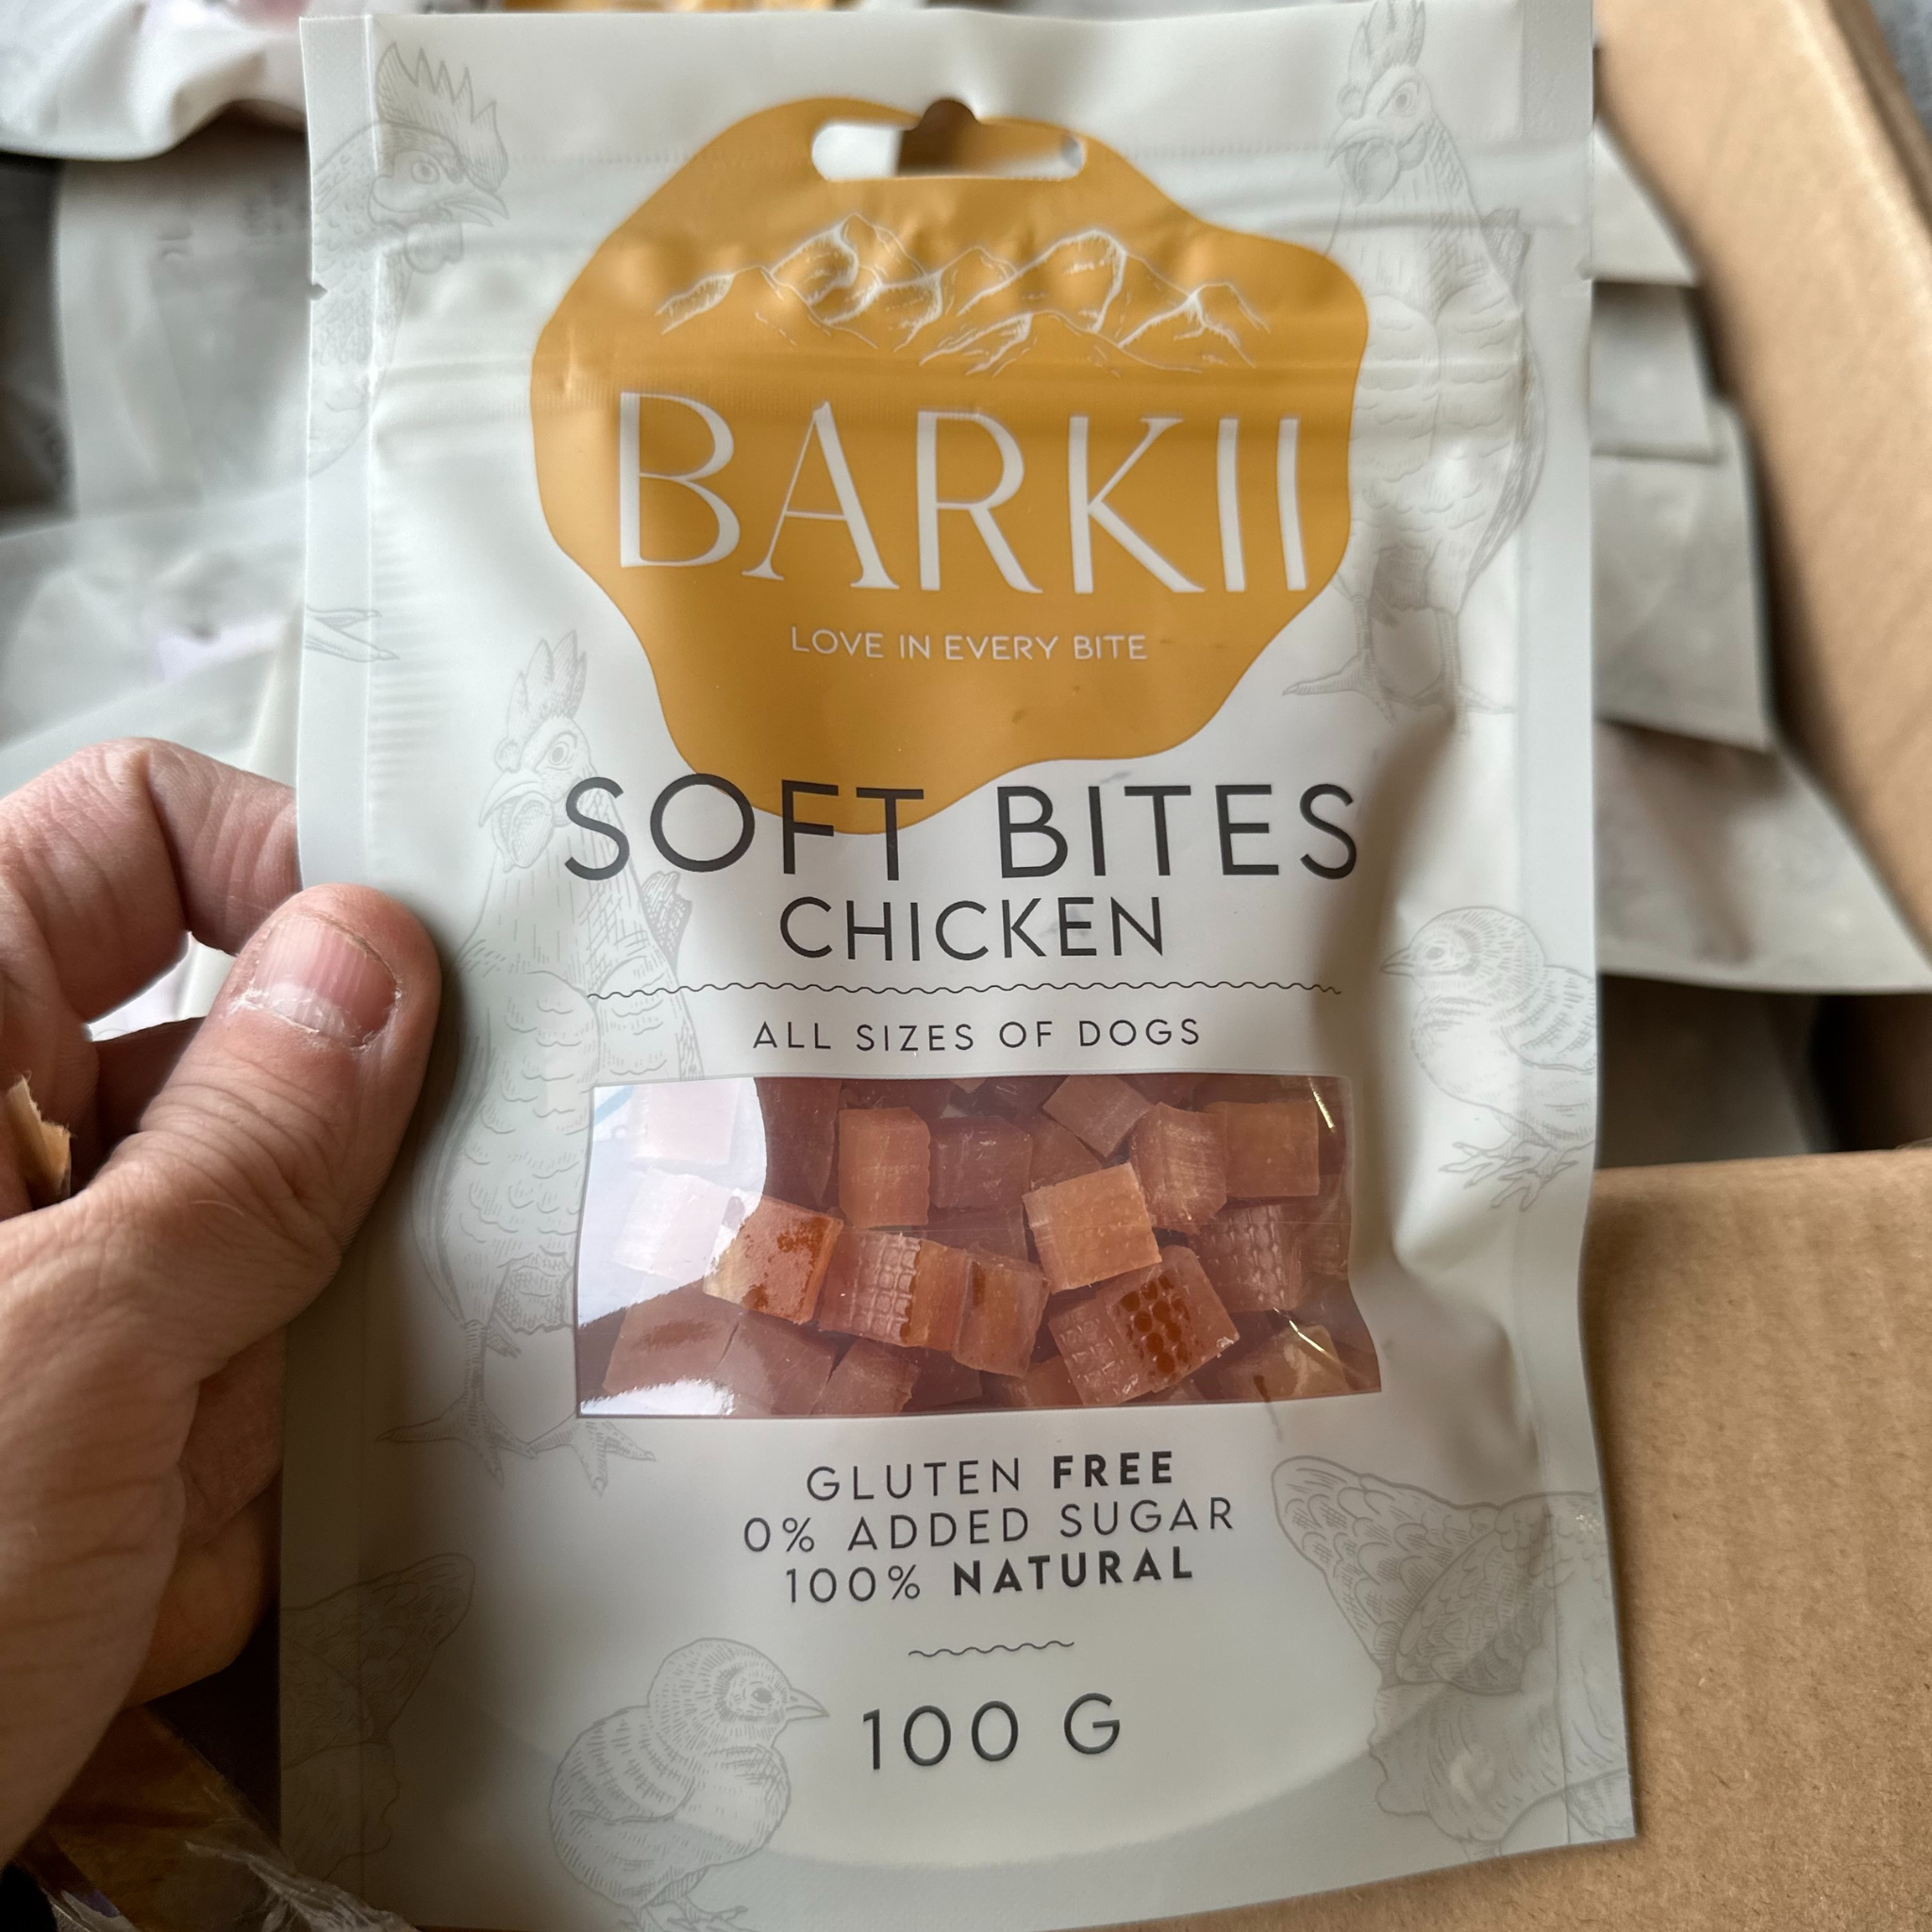 BARKII
LOVE IN EVERY BITE
SOFT BITES
CHICKEN
ALL SIZES OF DOGS
GLUTEN FREE
0% ADDED SUGAR
100% NATURAL
100 G